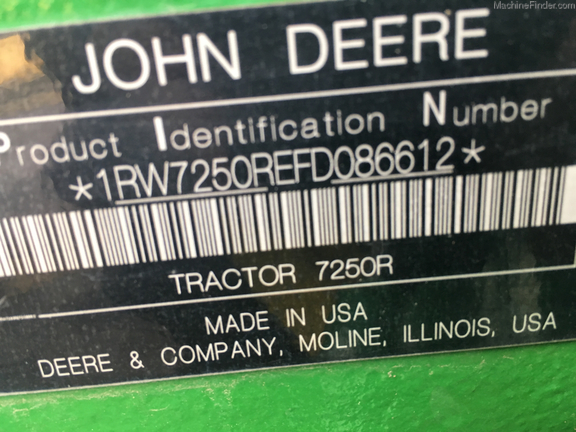 MachineFinder.com
JOHN DEERE
Product Identification Number
*1RW7250REFD086612*
TRACTOR 7250R
MADE IN USA
DEERE & COMPANY, MOLINE, ILLINOIS, USA